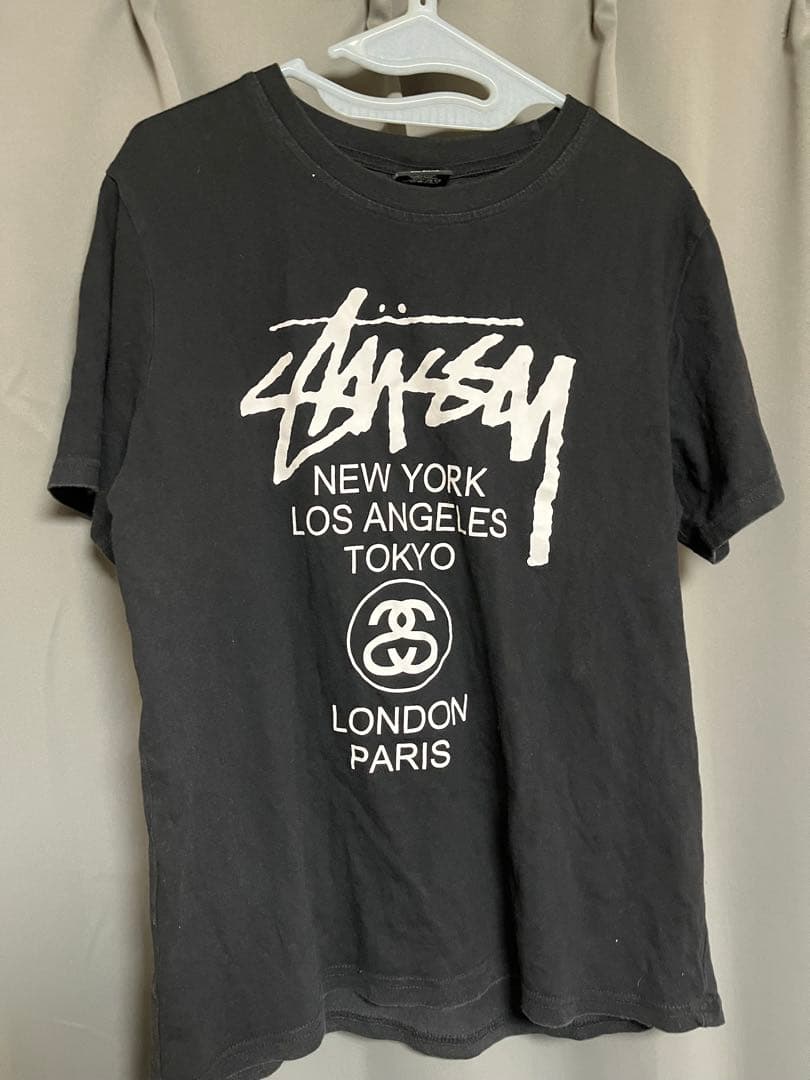 Stüssy
NEW YORK
LOS ANGELES
TOKYO
LONDON
PARIS